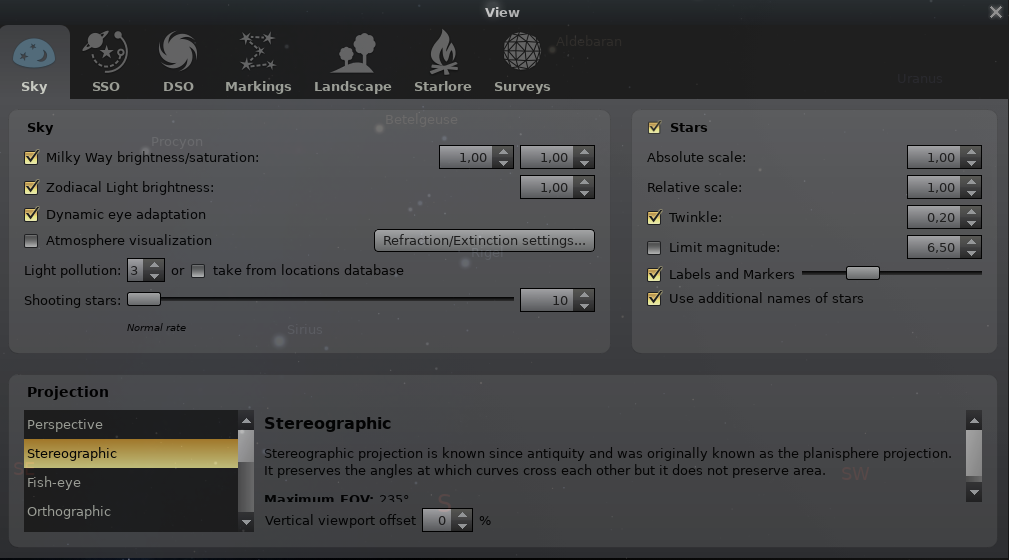 View
Sky SSO DSO Markings Landscape Starlore Surveys
Aldebaran
Uranus
Sky
Betelgeuse
Procyon
Milky Way brightness/saturation: 1,00 1,00
Zodiacal Light brightness: 1,00
Dynamic eye adaptation
Atmosphere visualization Refraction/Extinction settings...
Rigel
Light pollution: 3 or take from locations database
Shooting stars: 10
Normal rate
Sirius
Stars
Absolute scale: 1,00
Relative scale: 1,00
Twinkle: 0,20
Limit magnitude: 6,50
Labels and Markers
Use additional names of stars
Projection
Perspective
Stereographic
Fish-eye
Orthographic
Stereographic
Stereographic projection is known since antiquity and was originally known as the planisphere projection.
It preserves the angles at which curves cross each other but it does not preserve area.
SW
Maximum FOV: 235°
S
Vertical viewport offset 0 %